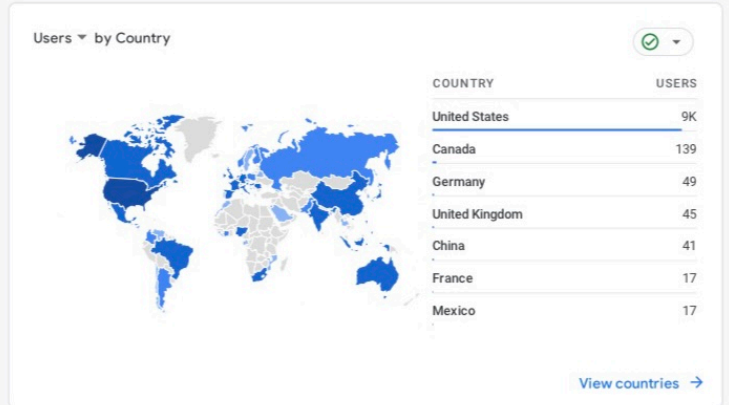 Users by Country
COUNTRY USERS
United States 9K
Canada 139
Germany 49
United Kingdom 45
China 41
France 17
Mexico 17
View countries